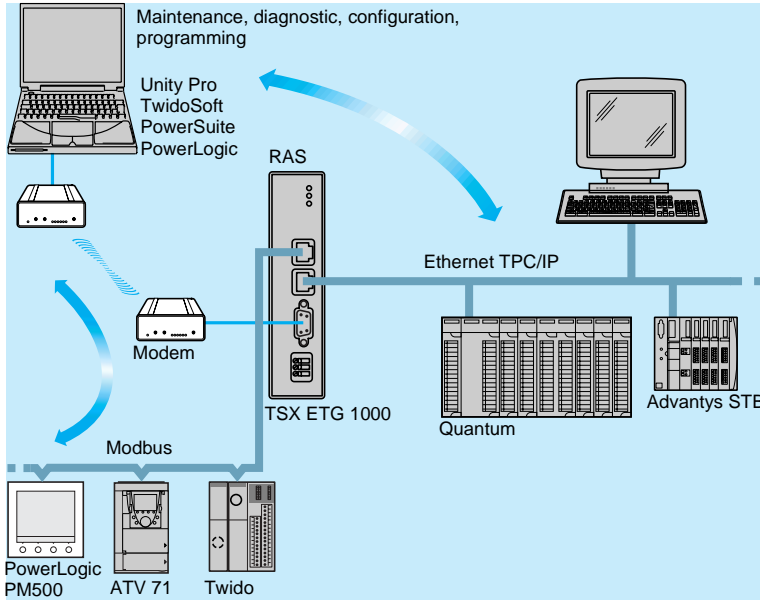 Maintenance, diagnostic, configuration,
programming
Unity Pro
TwidoSoft
PowerSuite
PowerLogic
RAS
Ethernet TPC/IP
Modem
TSX ETG 1000
Quantum
Advantys STB
Modbus
PowerLogic
PM500
ATV 71
Twido